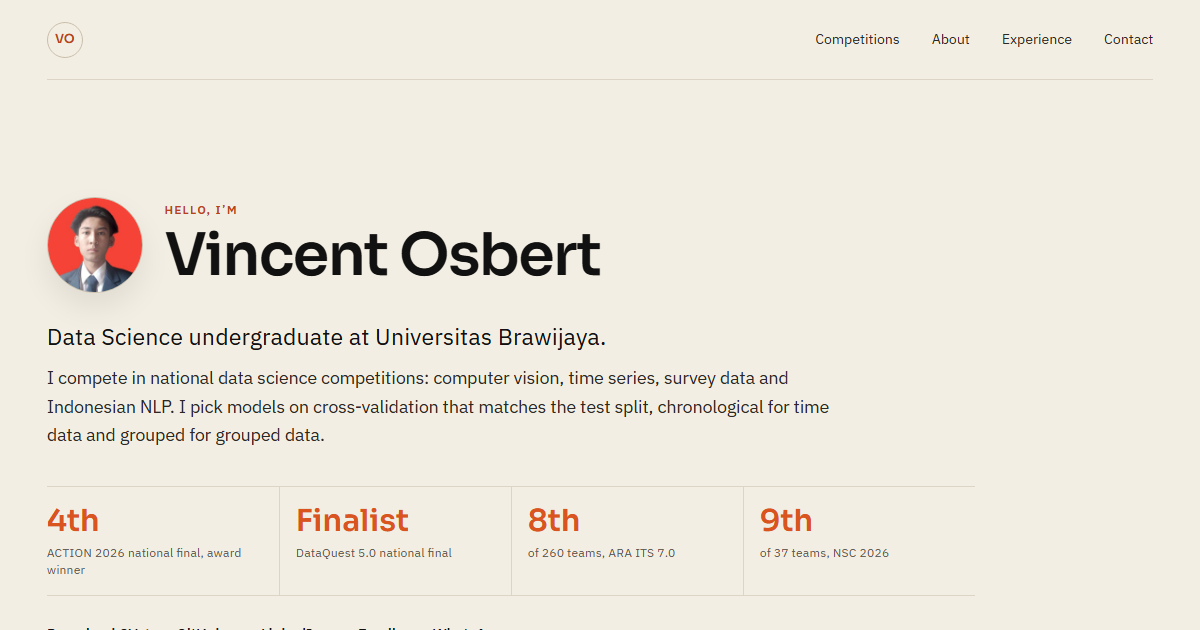 VO
Competitions About Experience Contact
HELLO, I'M
Vincent Osbert
Data Science undergraduate at Universitas Brawijaya.
I compete in national data science competitions: computer vision, time series, survey data and
Indonesian NLP. I pick models on cross-validation that matches the test split, chronological for time
data and grouped for grouped data.
4th
ACTION 2026 national final, award
winner
Finalist
DataQuest 5.0 national final
8th
of 260 teams, ARA ITS 7.0
9th
of 37 teams, NSC 2026